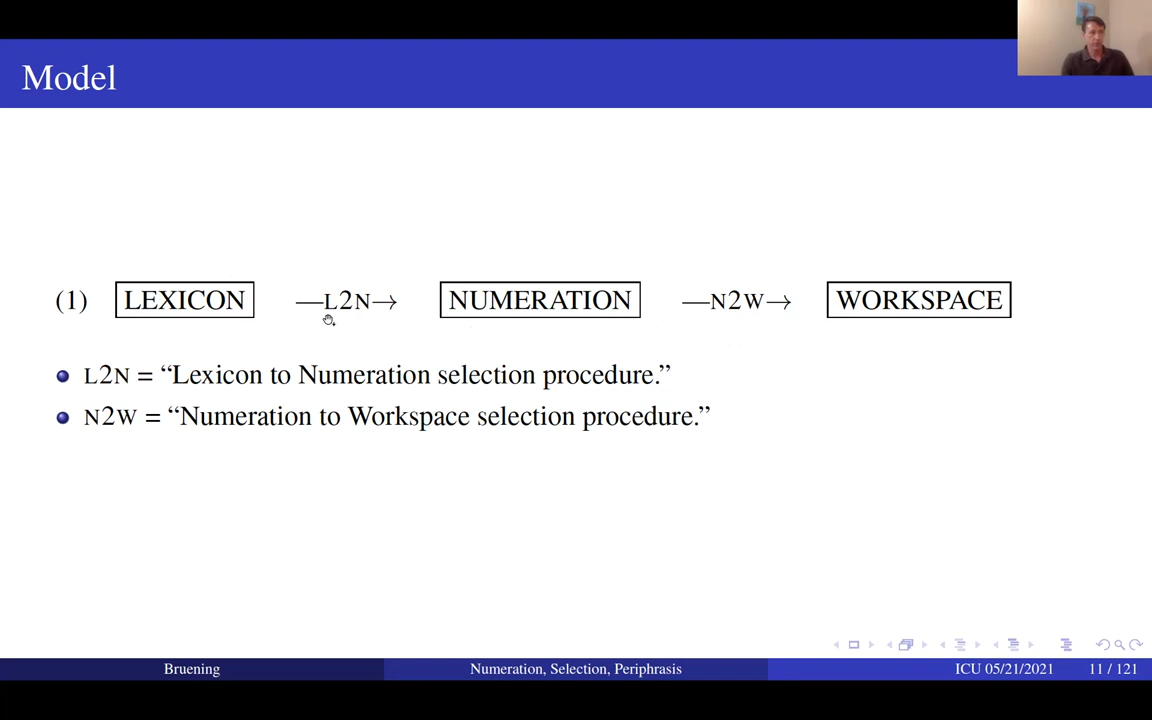 Model
(1) LEXICON —L2N→ NUMERATION —N2W→ WORKSPACE
L2N = “Lexicon to Numeration selection procedure.”
N2W = “Numeration to Workspace selection procedure.”
Bruening Numeration, Selection, Periphrasis ICU 05/21/2021 11 / 121